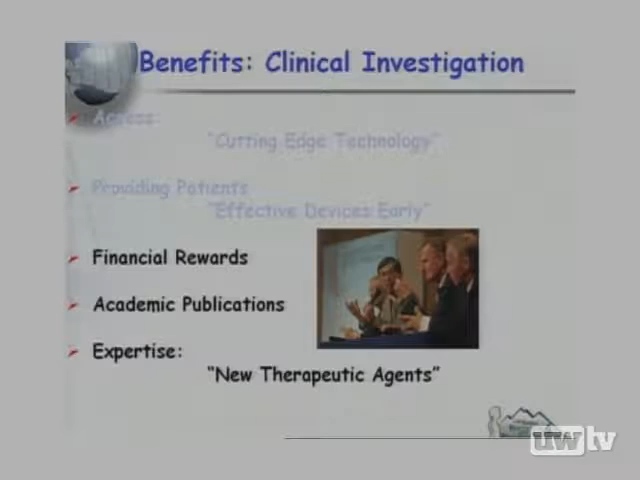 Benefits: Clinical Investigation
Access:
"Cutting Edge Technology"
Providing Patients
"Effective Devices Early"
Financial Rewards
Academic Publications
Expertise:
"New Therapeutic Agents"
uwtv